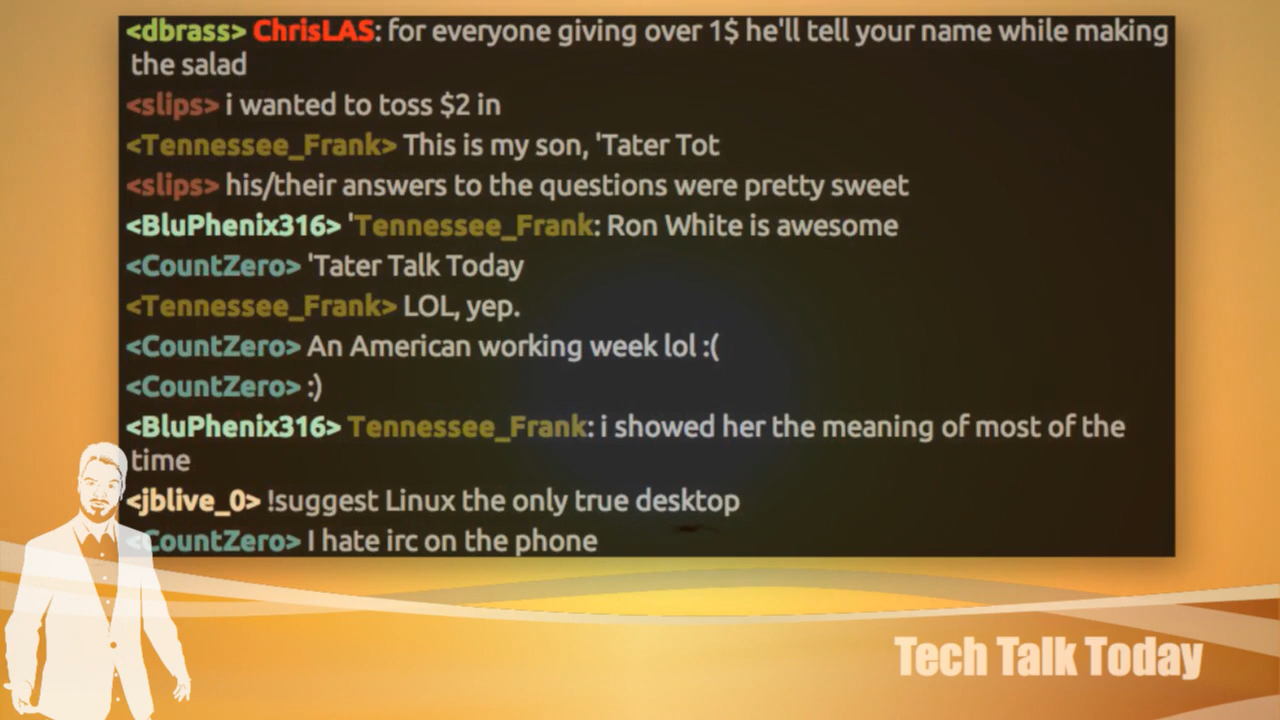 <dbrass> ChrisLAS: for everyone giving over 1$ he'll tell your name while making
the salad
<slips> i wanted to toss $2 in
<Tennessee_Frank> This is my son, 'Tater Tot
<slips> his/their answers to the questions were pretty sweet
<BluPhenix316> 'Tennessee_Frank: Ron White is awesome
<CountZero> 'Tater Talk Today
<Tennessee_Frank> LOL, yep.
<CountZero> An American working week lol :(
<CountZero> :)
<BluPhenix316> Tennessee_Frank: i showed her the meaning of most of the
time
<jblive_0> !suggest Linux the only true desktop
<CountZero> I hate irc on the phone
Tech Talk Today